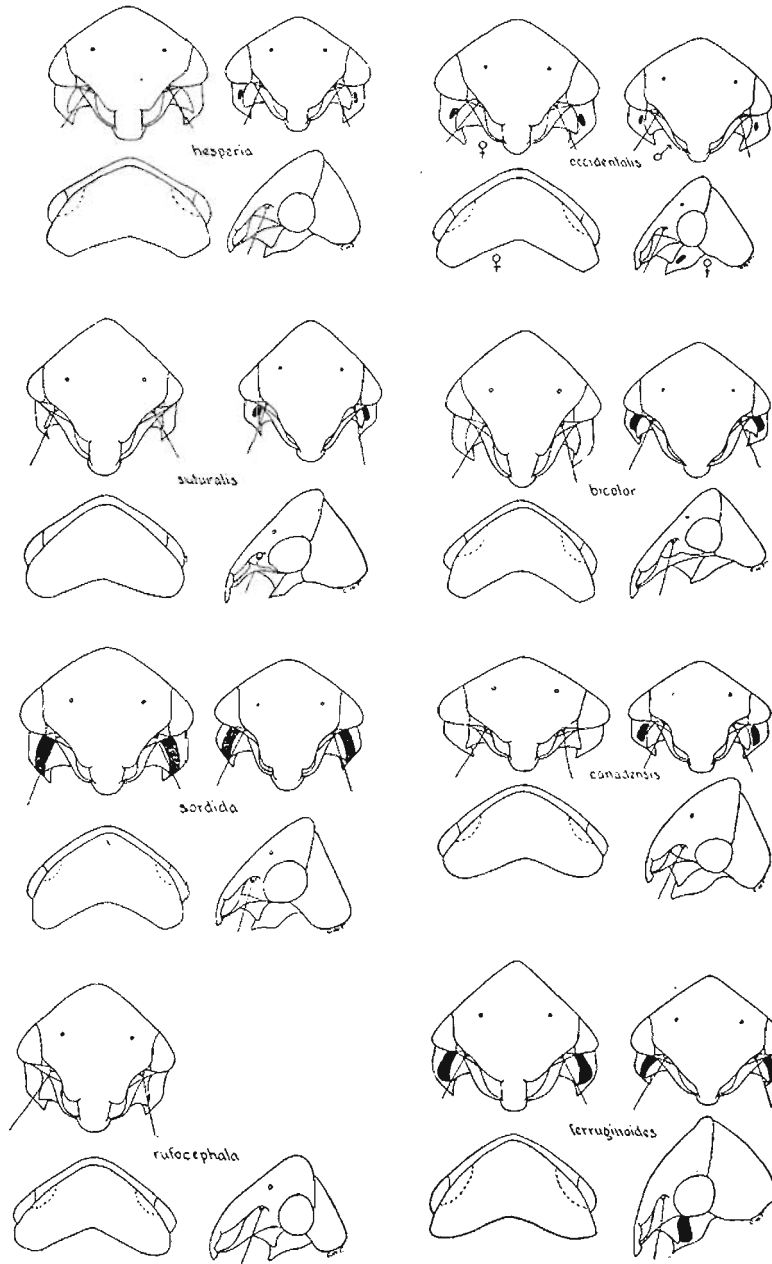 hesperia
♀
occidentalis
♂
♀
♀
suturalis
bicolor
sordida
canadensis
rufocephala
ferruginoides